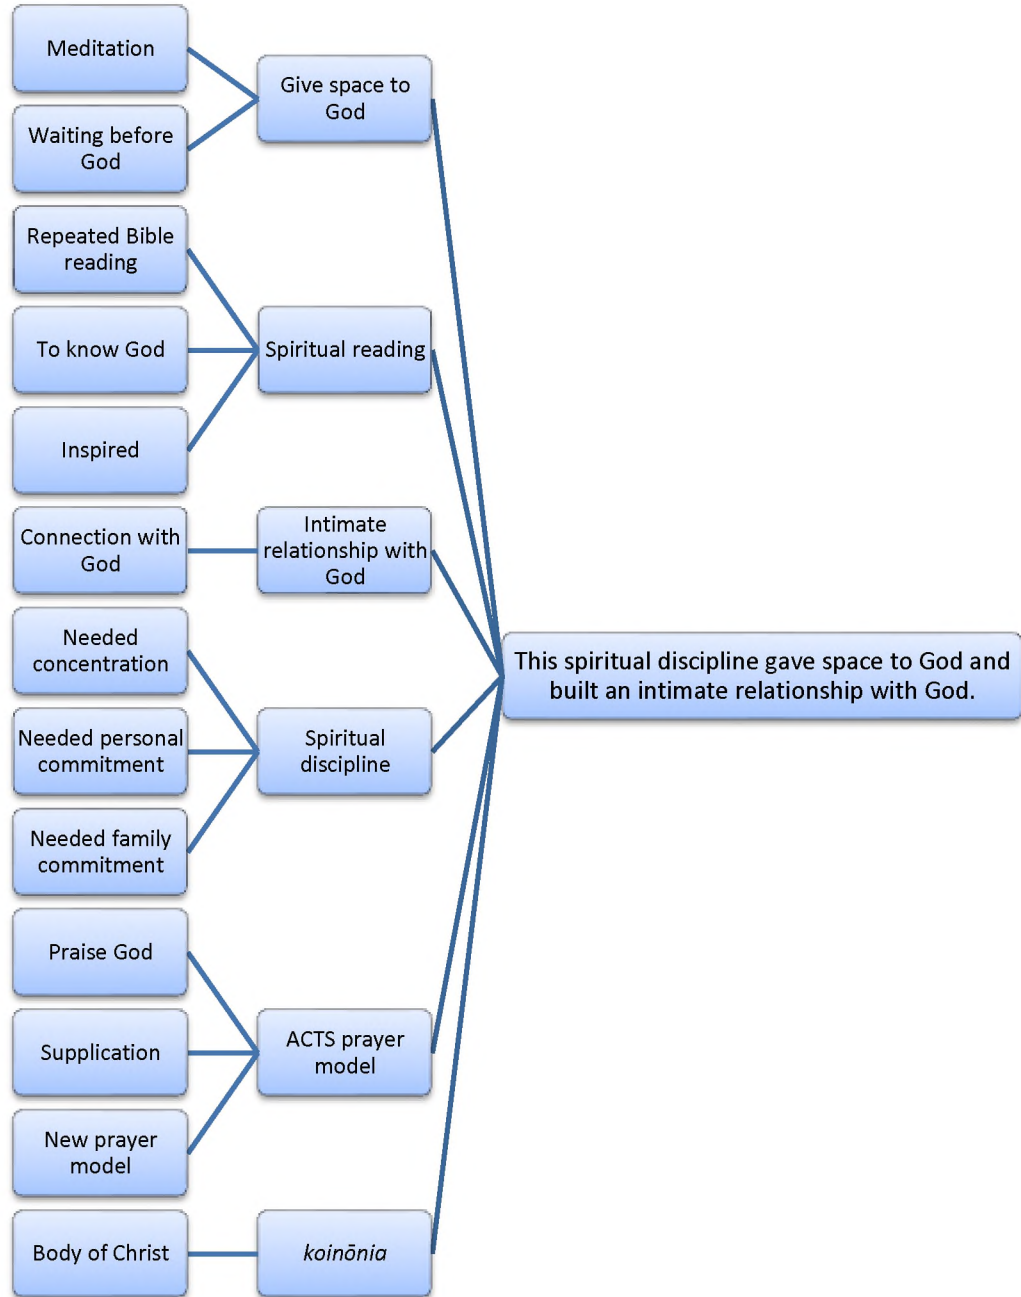 Meditation
Waiting before
God
Give space to
God
Repeated Bible
reading
To know God
Inspired
Spiritual reading
Connection with
God
Intimate
relationship with
God
Needed
concentration
Needed personal
commitment
Needed family
commitment
Spiritual
discipline
Praise God
Supplication
New prayer
model
ACTS prayer
model
Body of Christ
koinōnia
This spiritual discipline gave space to God and
built an intimate relationship with God.